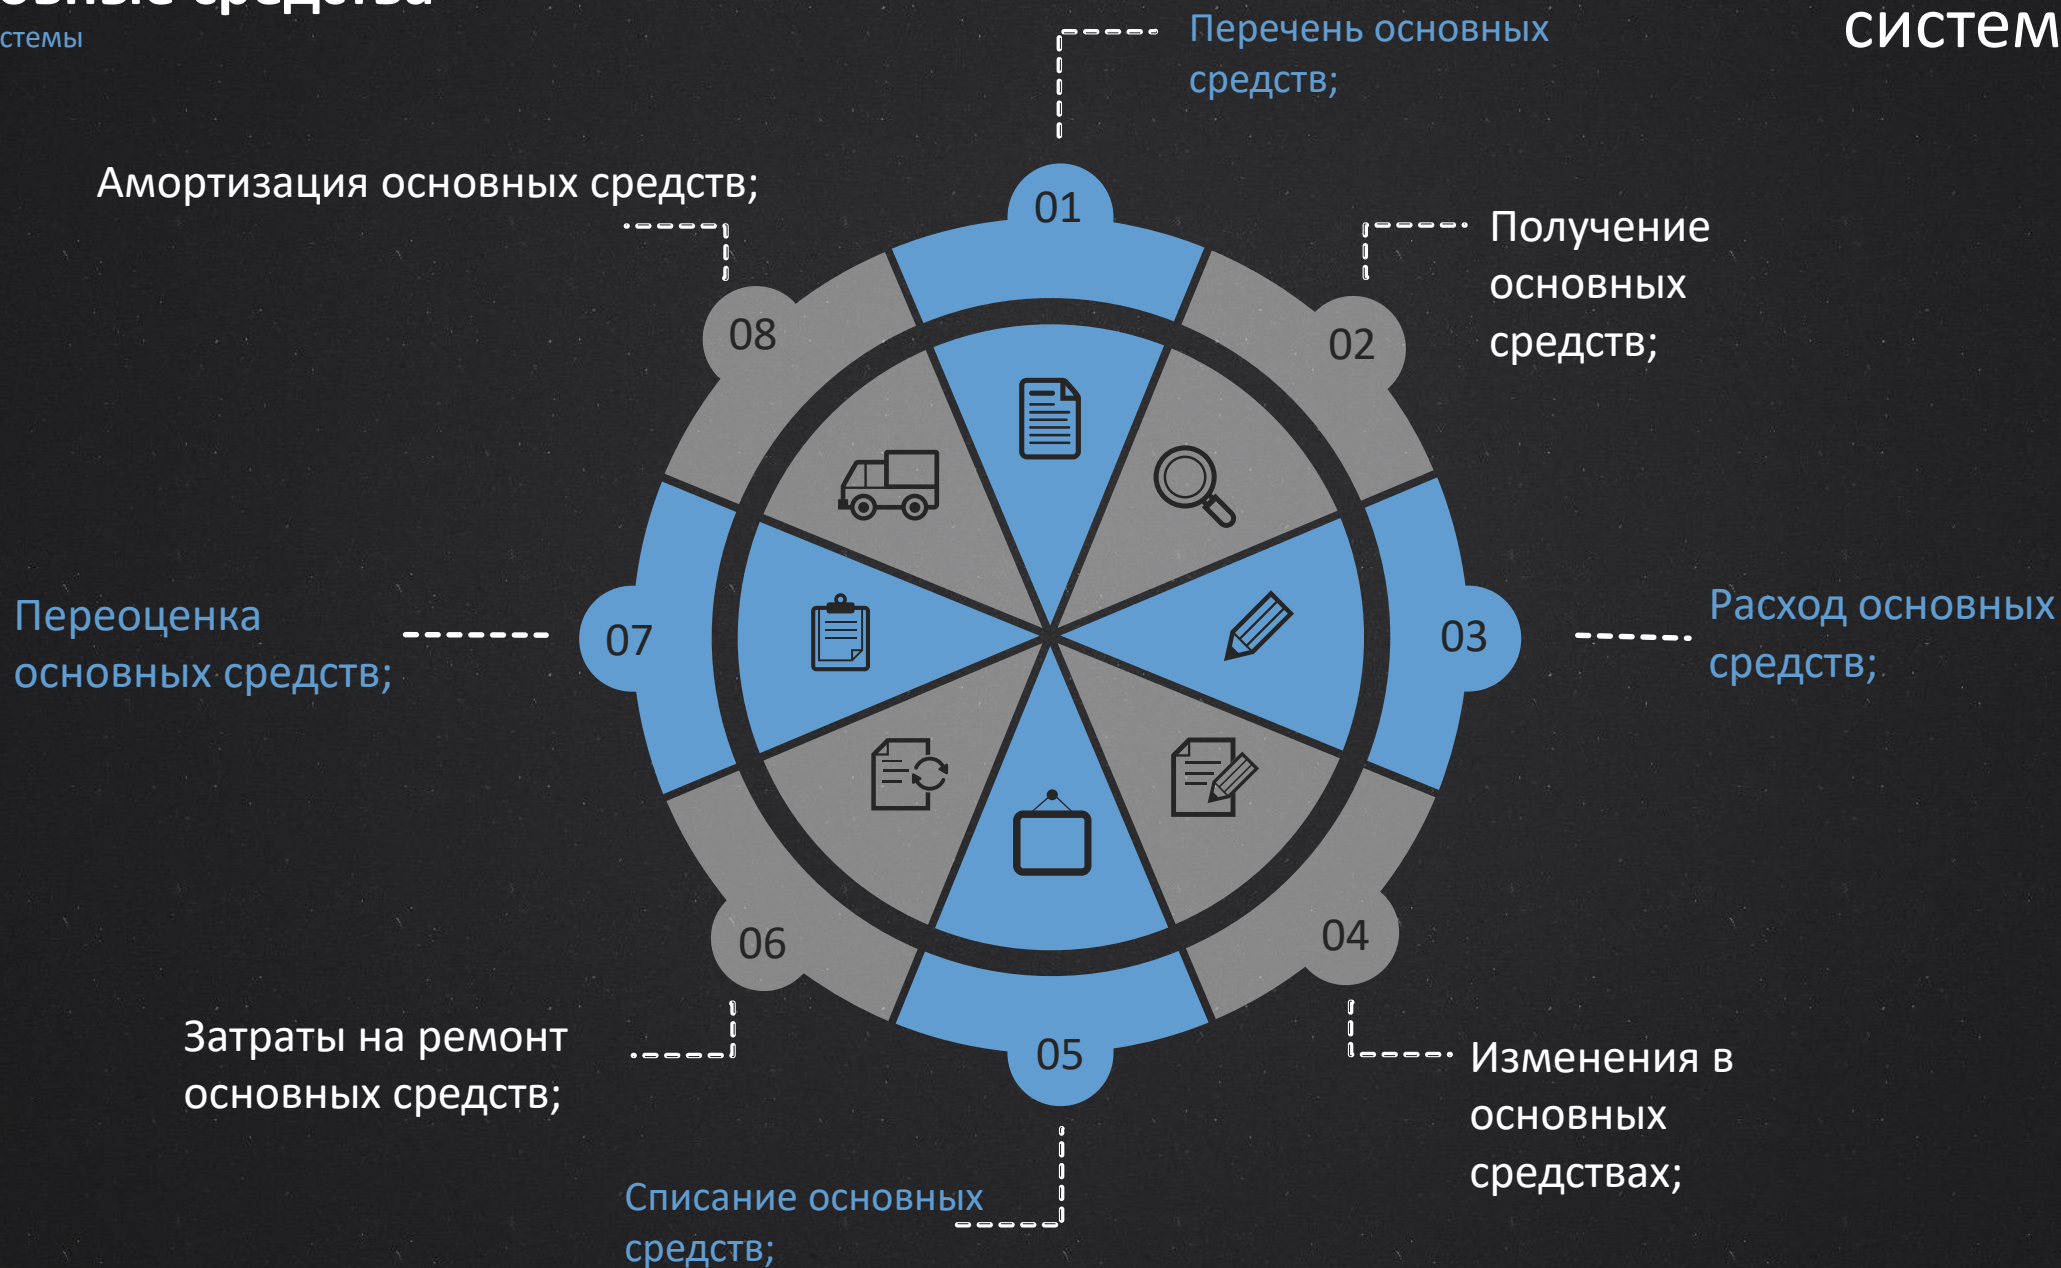 средства
стемы
систем
Перечень основных
средств;
01
Получение
основных
средств;
02
Расход основных
средств;
03
Изменения в
основных
средствах;
04
Списание основных
средств;
05
Затраты на ремонт
основных средств;
06
Переоценка
основных средств;
07
Амортизация основных средств;
08